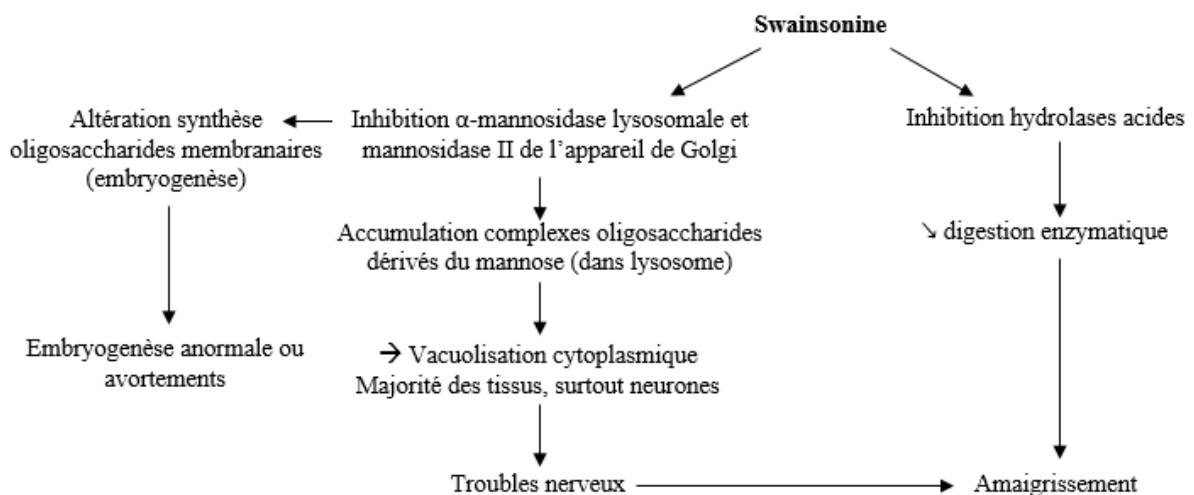 Swainsonine
Altération synthèse
oligosaccharides membranaires
(embryogenèse)
Inhibition α-mannosidase lysosomale et
mannosidase II de l’appareil de Golgi
Inhibition hydrolases acides
Accumulation complexes oligosaccharides
dérivés du mannose (dans lysosome)
↘ digestion enzymatique
Embryogenèse anormale ou
avortements
→ Vacuolisation cytoplasmique
Majorité des tissus, surtout neurones
Troubles nerveux
Amaigrissement